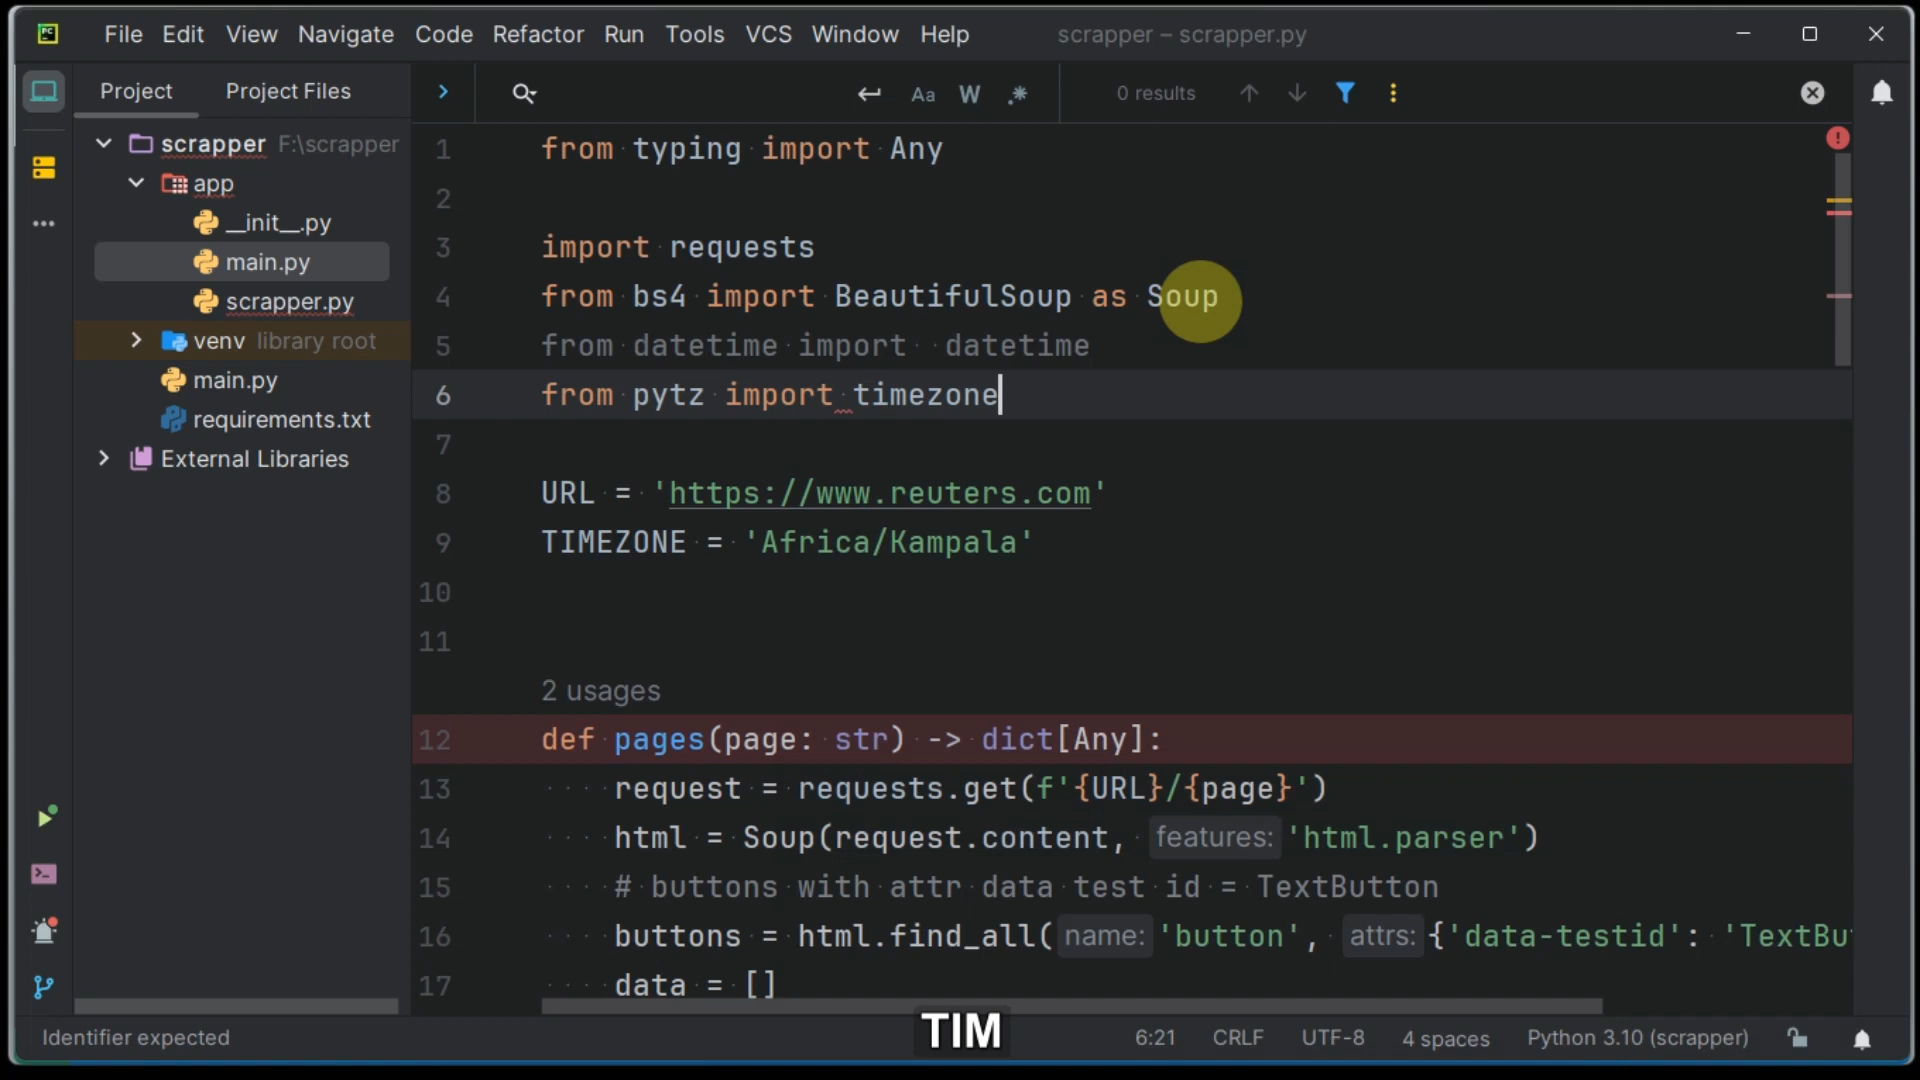 PC File Edit View Navigate Code Refactor Run Tools VCS Window Help scrapper – scrapper.py
Project Project Files
Aa W .* 0 results
scrapper F:\scrapper
app
__init__.py
main.py
scrapper.py
venv library root
main.py
requirements.txt
External Libraries
1 from typing import Any
2
3 import requests
4 from bs4 import BeautifulSoup as Soup
5 from datetime import  datetime
6 from pytz import timezone
7
8 URL = 'https://www.reuters.com'
9 TIMEZONE = 'Africa/Kampala'
10
11
2 usages
12 def pages(page: str) -> dict[Any]:
13     request = requests.get(f'{URL}/{page}')
14     html = Soup(request.content, features: 'html.parser')
15     # buttons with attr data test id = TextButton
16     buttons = html.find_all( name: 'button', attrs: {'data-testid': 'TextBu
17     data = []
TIM
Identifier expected 6:21 CRLF UTF-8 4 spaces Python 3.10 (scrapper)